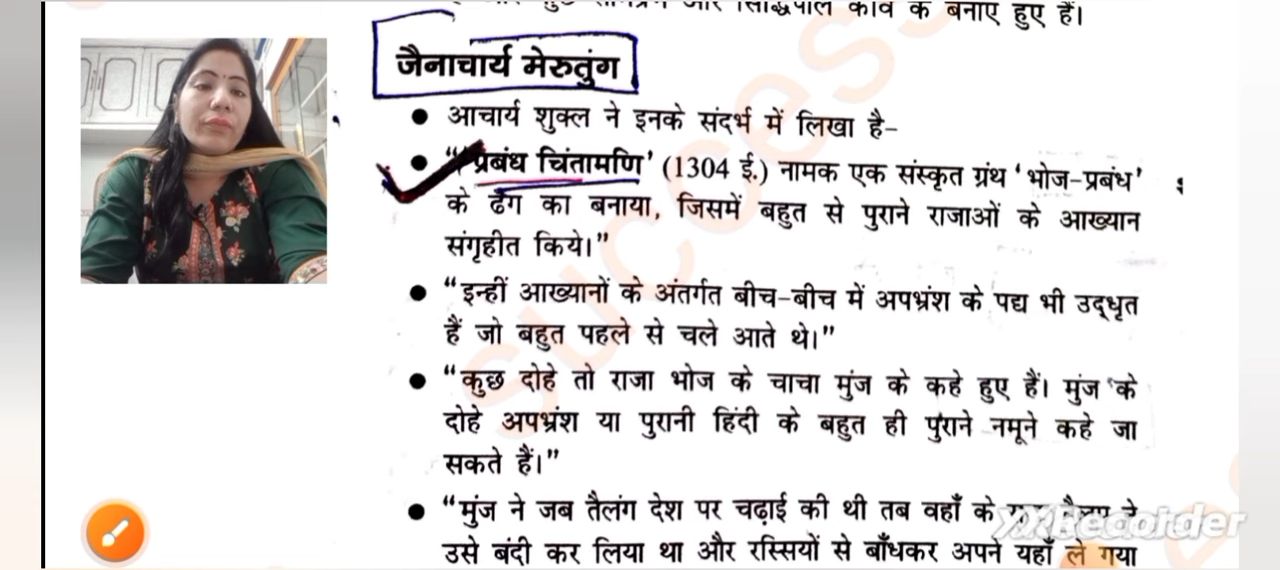 के बनाए हुए हैं।
जैनाचार्य मेरुतुंग
● आचार्य शुक्ल ने इनके संदर्भ में लिखा है-
● “‘प्रबंध चिंतामणि’ (1304 ई.) नामक एक संस्कृत ग्रंथ ‘भोज-प्रबंध’
के ढंग का बनाया, जिसमें बहुत से पुराने राजाओं के आख्यान
संगृहीत किये।”
● “इन्हीं आख्यानों के अंतर्गत बीच-बीच में अपभ्रंश के पद्य भी उद्धृत
हैं जो बहुत पहले से चले आते थे।”
● “कुछ दोहे तो राजा भोज के चाचा मुंज के कहे हुए हैं। मुंज के
दोहे अपभ्रंश या पुरानी हिंदी के बहुत ही पुराने नमूने कहे जा
सकते हैं।”
● “मुंज ने जब तैलंग देश पर चढ़ाई की थी तब वहाँ के
XRecorder
उसे बंदी कर लिया था और रस्सियों से बाँधकर अपने यहाँ ले गया